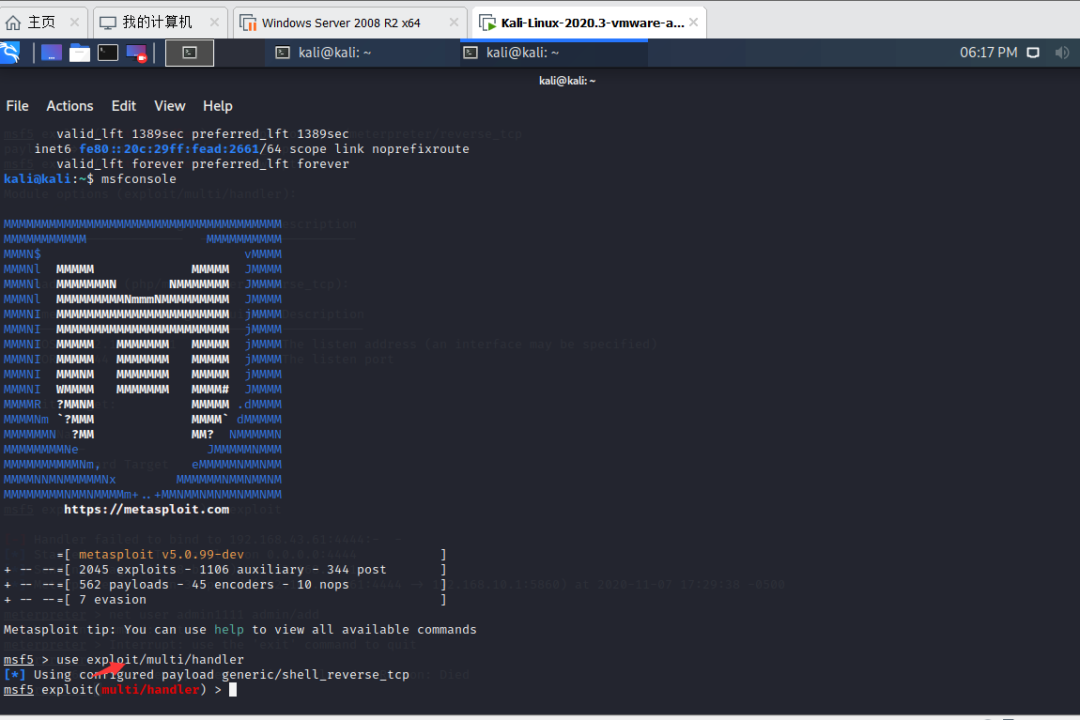 主页
我的计算机
Windows Server 2008 R2 x64
Kali-Linux-2020.3-vmware-a...
kali@kali: ~
kali@kali: ~
06:17 PM
kali@kali: ~
File Actions Edit View Help
valid_lft 1389sec preferred_lft 1389sec
inet6 fe80::20c:29ff:fead:2661/64 scope link noprefixroute
valid_lft forever preferred_lft forever
kali@kali:~$ msfconsole
MMMMMMMMMMMMMMMMMMMMMMMMMMMMMMMMMMMMM
MMMMMMMMMMM                MMMMMMMMMM
MMMN$                           vMMMM
MMMNl  MMMMM             MMMMM  JMMMM
MMMNl  MMMMMMMN       NMMMMMMM  JMMMM
MMMNl  MMMMMMMMMNmmmNMMMMMMMMM  JMMMM
MMMNI  MMMMMMMMMMMMMMMMMMMMMMM  jMMMM
MMMNI  MMMMMMMMMMMMMMMMMMMMMMM  jMMMM
MMMNI  MMMMM   MMMMMMM   MMMMM  jMMMM
MMMNI  MMMMM   MMMMMMM   MMMMM  jMMMM
MMMNI  MMMNM   MMMMMMM   MMMMM  jMMMM
MMMNI  WMMMM   MMMMMMM   MMMM#  JMMMM
MMMMR  ?MMNM             MMMMM .dMMMM
MMMMNm `?MMM             MMMM` dMMMMM
MMMMMMN  ?MM             MM?  NMMMMMN
MMMMMMMMNe                 JMMMMMNMMM
MMMMMMMMMMNm,            eMMMMMNMMNMM
MMMMNNMNMMMMMNx        MMMMMMNMMNMMNM
MMMMMMMMNMMNMMMMm+..+MMNMMNMNMMNMMNMM
https://metasploit.com
=[ metasploit v5.0.99-dev ]
+ -- --=[ 2045 exploits - 1106 auxiliary - 344 post ]
+ -- --=[ 562 payloads - 45 encoders - 10 nops ]
+ -- --=[ 7 evasion ]
Metasploit tip: You can use help to view all available commands
msf5 > use exploit/multi/handler
[*] Using configured payload generic/shell_reverse_tcp
msf5 exploit(multi/handler) >